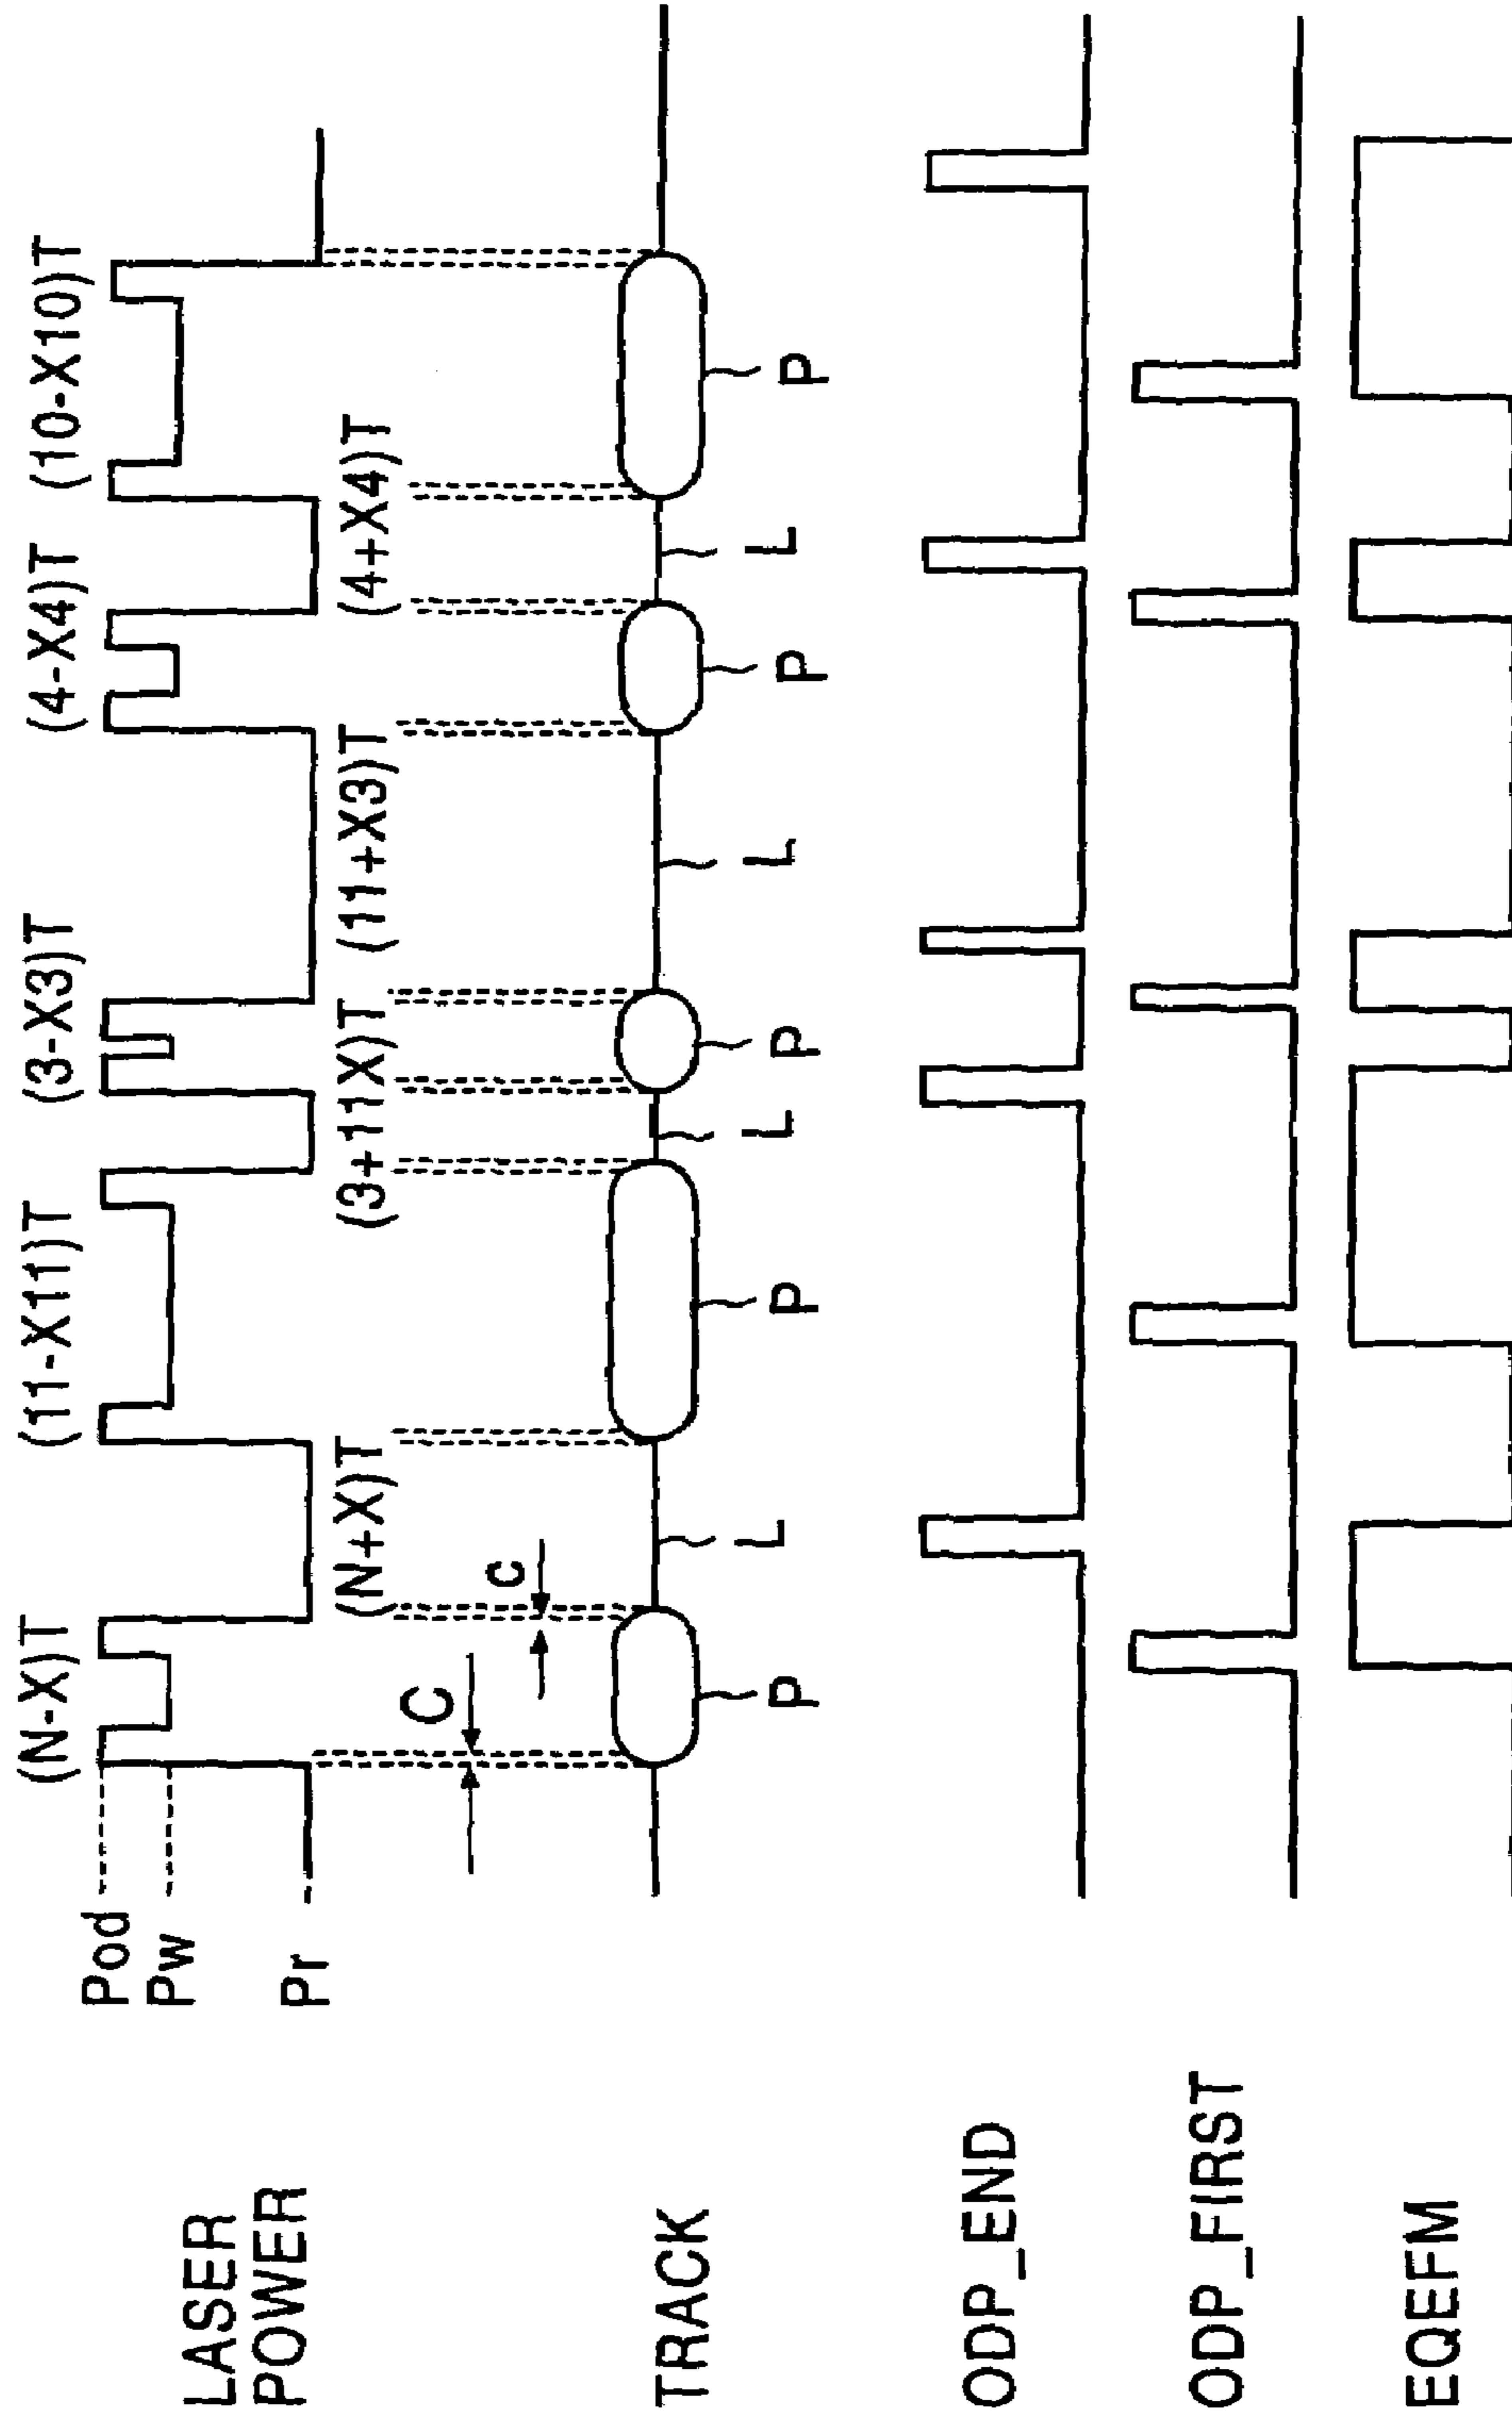 (N-X)T (11-X11)T (3-X3)T (4-X4)T (10-X10)T
Pod
Pw
Pr
LASER
POWER
(N+X)T (3+11X)T (11+X3)T (4+X4)T
C
c
TRACK
L L L L
P P P P P
ODP_END
ODP_FIRST
EQEFM